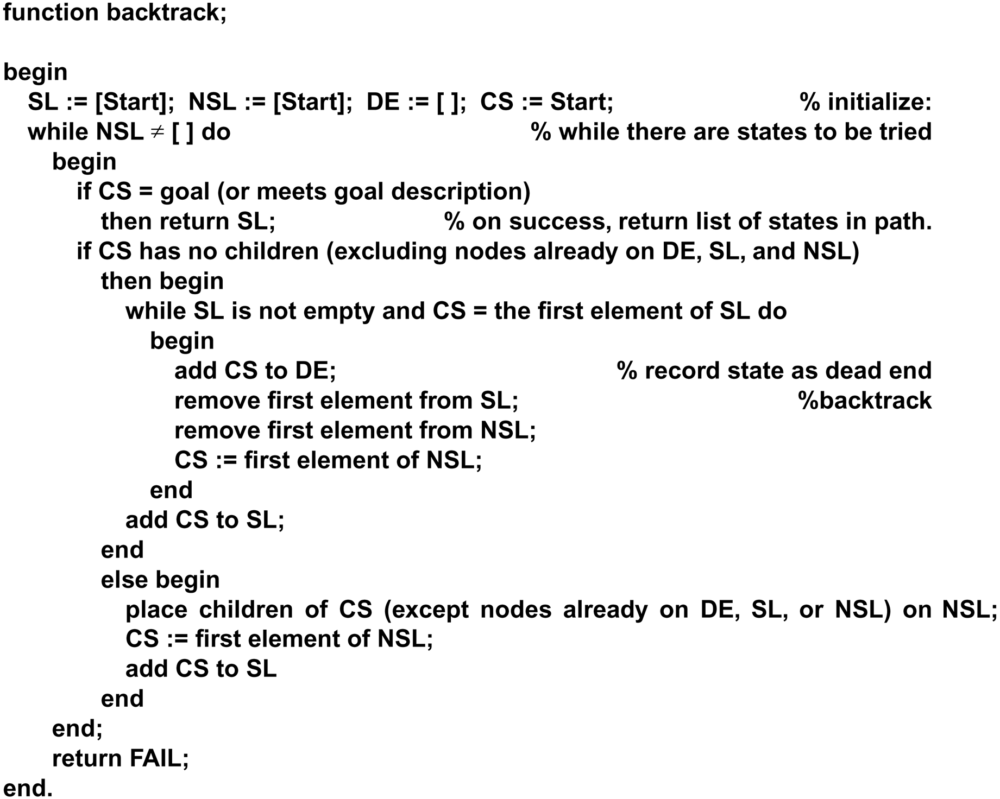 function backtrack;
begin
SL := [Start]; NSL := [Start]; DE := [ ]; CS := Start; % initialize:
while NSL ≠ [ ] do % while there are states to be tried
begin
if CS = goal (or meets goal description)
then return SL; % on success, return list of states in path.
if CS has no children (excluding nodes already on DE, SL, and NSL)
then begin
while SL is not empty and CS = the first element of SL do
begin
add CS to DE; % record state as dead end
remove first element from SL; %backtrack
remove first element from NSL;
CS := first element of NSL;
end
add CS to SL;
end
else begin
place children of CS (except nodes already on DE, SL, or NSL) on NSL;
CS := first element of NSL;
add CS to SL
end
end;
return FAIL;
end.